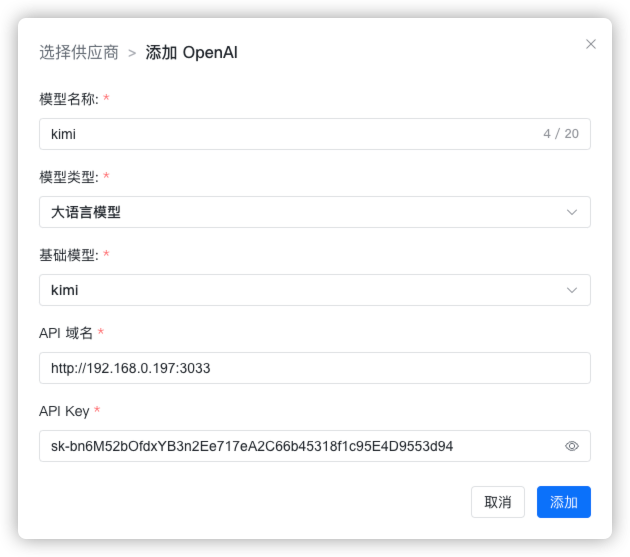 选择供应商 > 添加 OpenAI
模型名称: *
kimi 4 / 20
模型类型: *
大语言模型
基础模型: *
kimi
API 域名 *
http://192.168.0.197:3033
API Key *
sk-bn6M52bOfdxYB3n2Ee717eA2C66b45318f1c95E4D9553d94
取消 添加